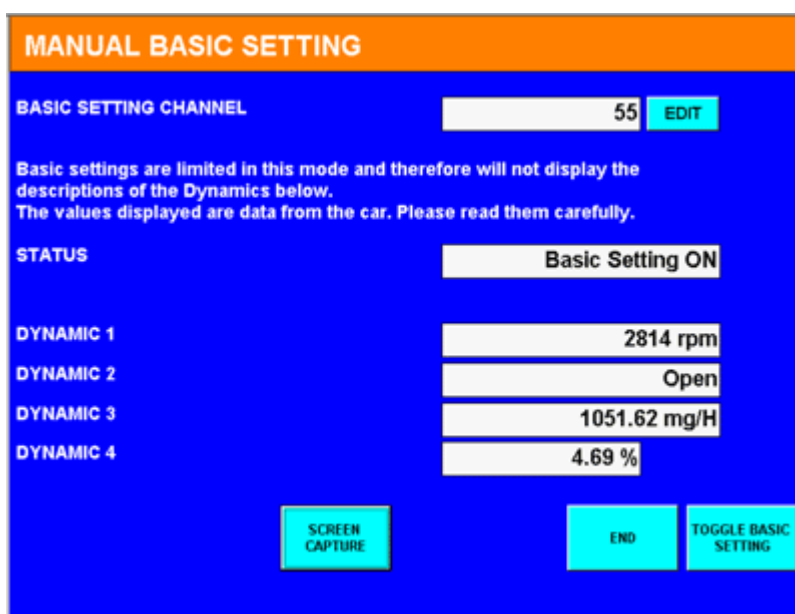 MANUAL BASIC SETTING
BASIC SETTING CHANNEL 55 EDIT
Basic settings are limited in this mode and therefore will not display the
descriptions of the Dynamics below.
The values displayed are data from the car. Please read them carefully.
STATUS Basic Setting ON
DYNAMIC 1 2814 rpm
DYNAMIC 2 Open
DYNAMIC 3 1051.62 mg/H
DYNAMIC 4 4.69 %
SCREEN
CAPTURE
END
TOGGLE BASIC
SETTING